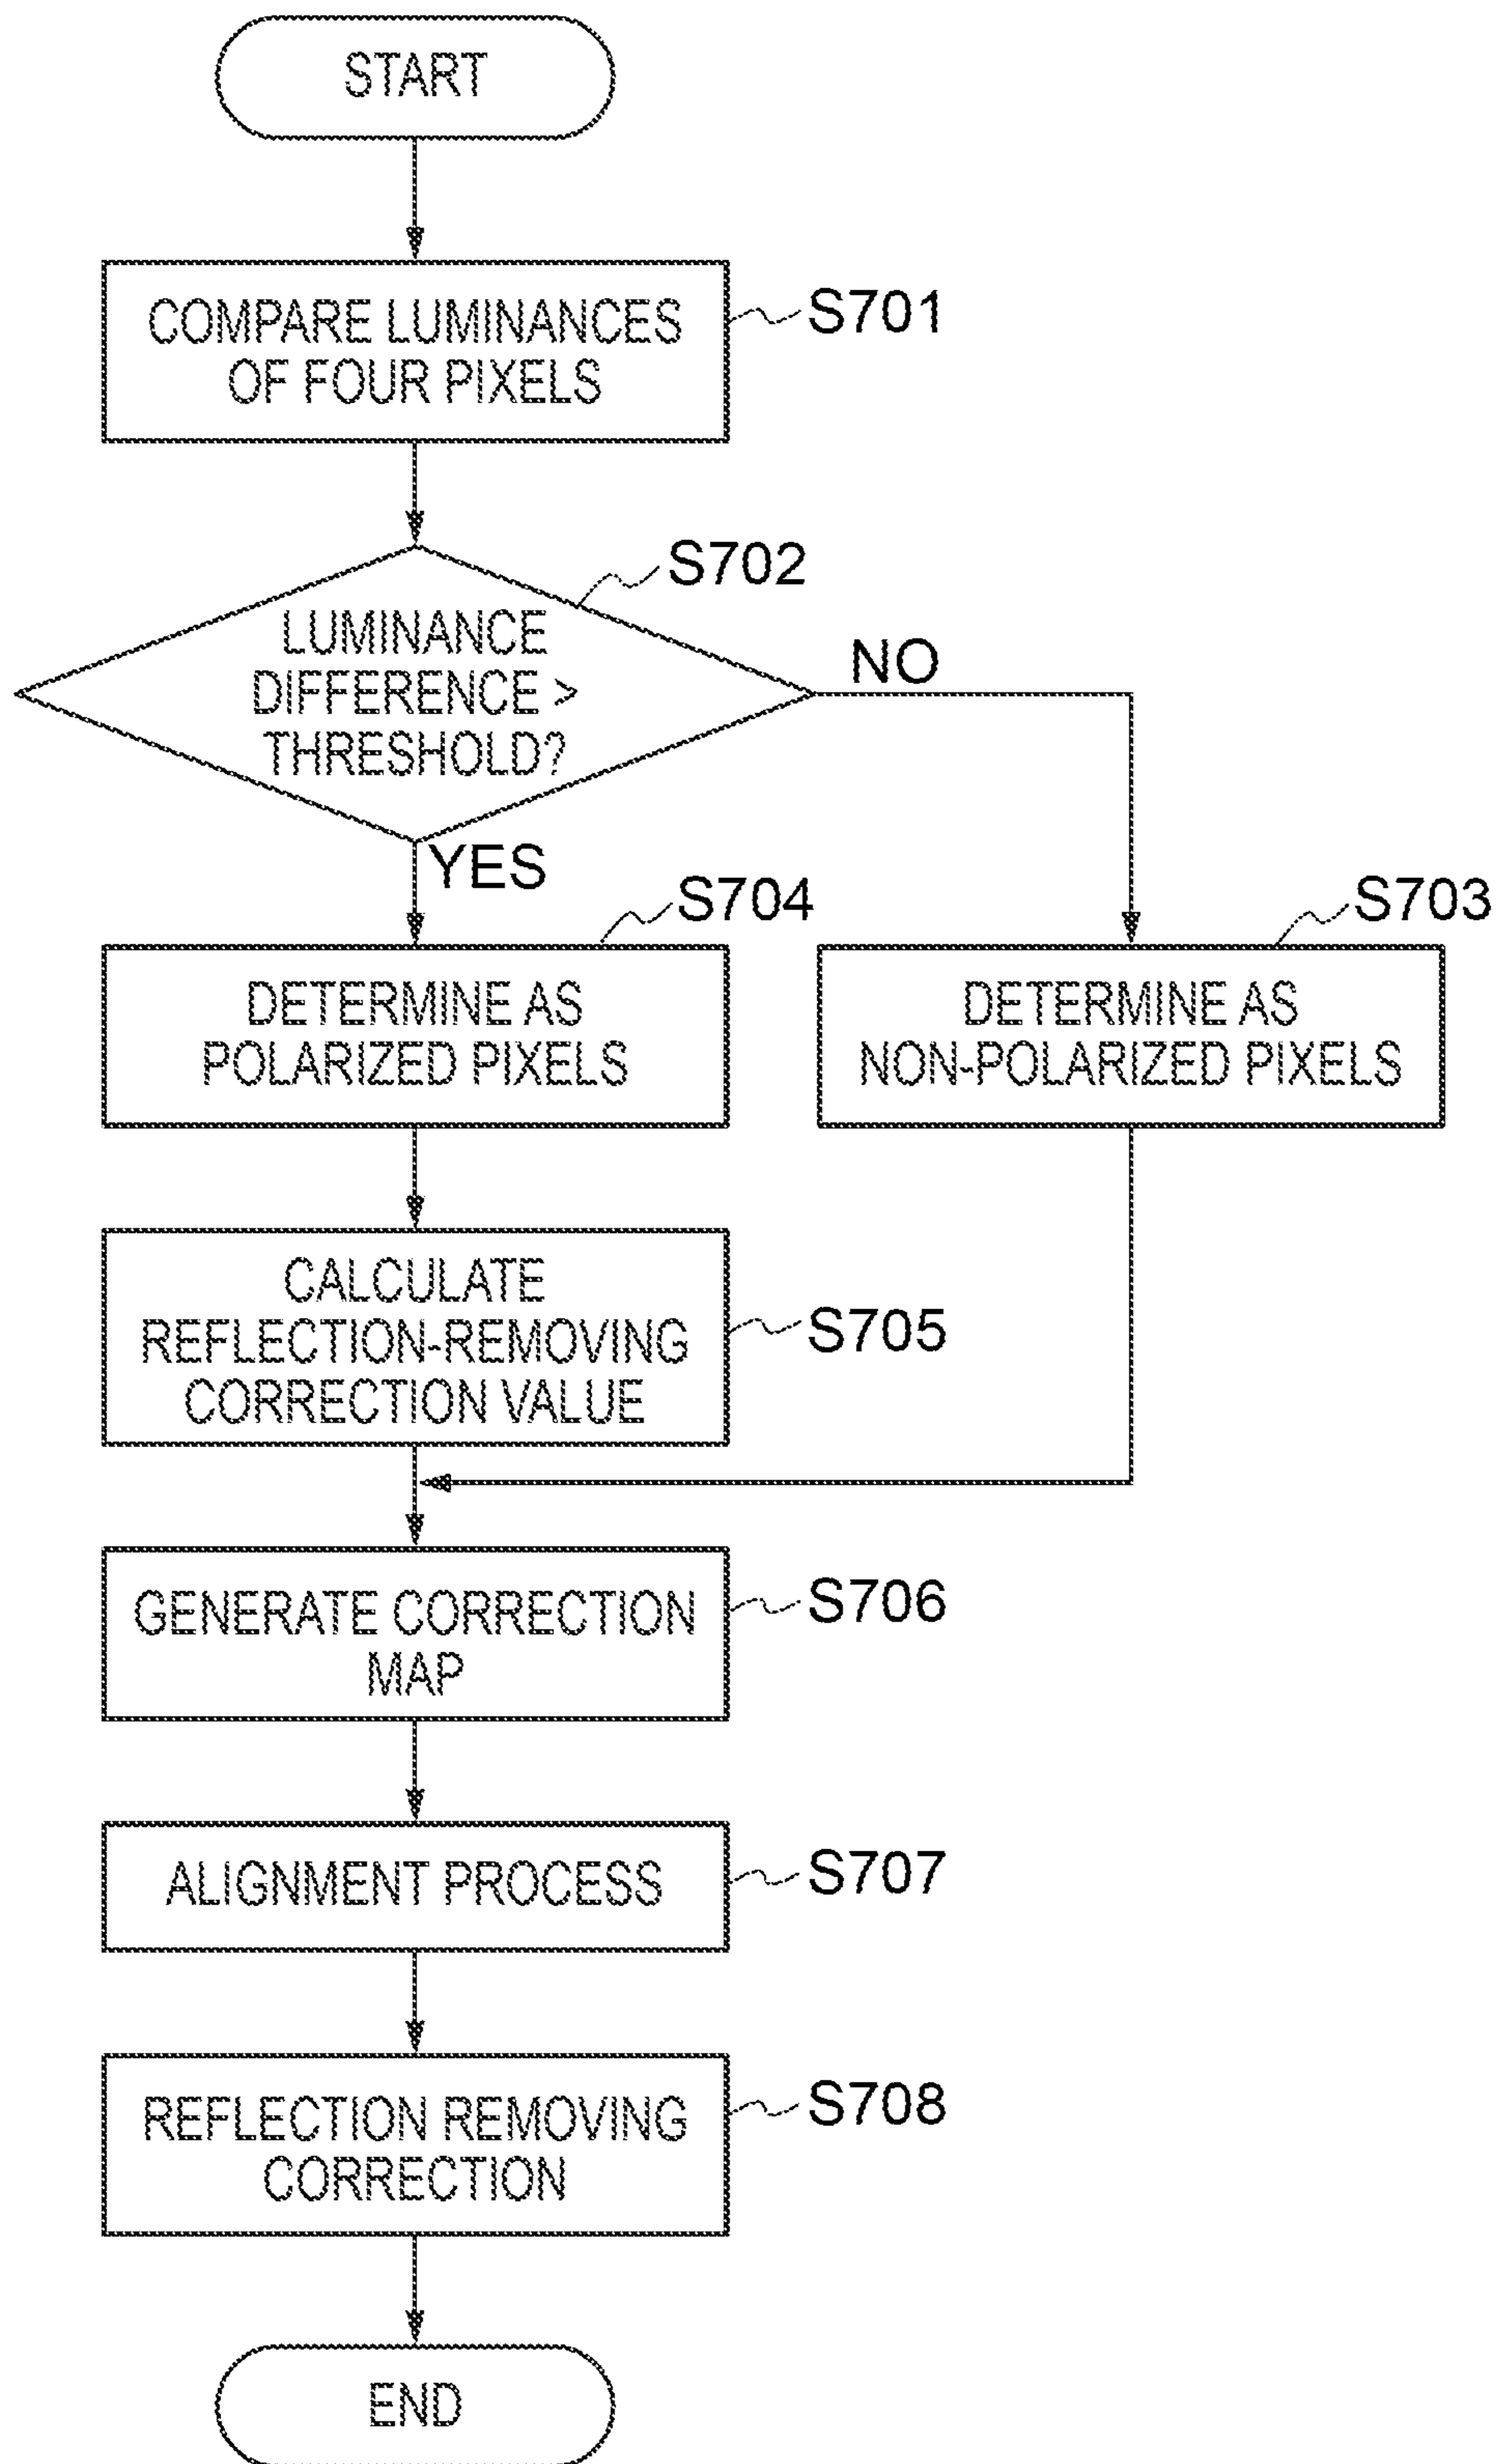 START
COMPARE LUMINANCES
OF FOUR PIXELS
S701
S702
LUMINANCE
DIFFERENCE >
THRESHOLD?
NO
YES
S704
S703
DETERMINE AS
POLARIZED PIXELS
DETERMINE AS
NON-POLARIZED PIXELS
CALCULATE
REFLECTION-REMOVING
CORRECTION VALUE
S705
GENERATE CORRECTION
MAP
S706
ALIGNMENT PROCESS
S707
REFLECTION REMOVING
CORRECTION
S708
END